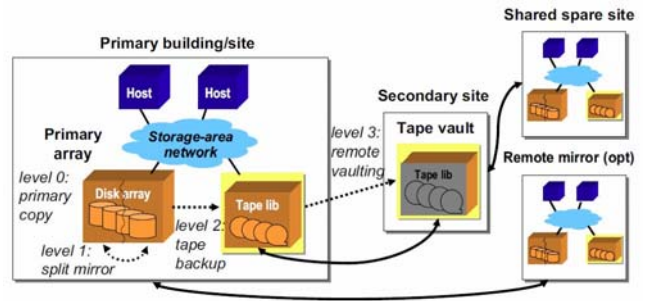 Shared spare site
Primary building/site
Host
Host
Secondary site
Tape vault
Primary
array
Storage-area
network
level 3:
remote
vaulting
level 0:
primary
copy
Disk array
Tape lib
Tape lib
level 2:
tape
backup
level 1:
split mirror
Remote mirror (opt)